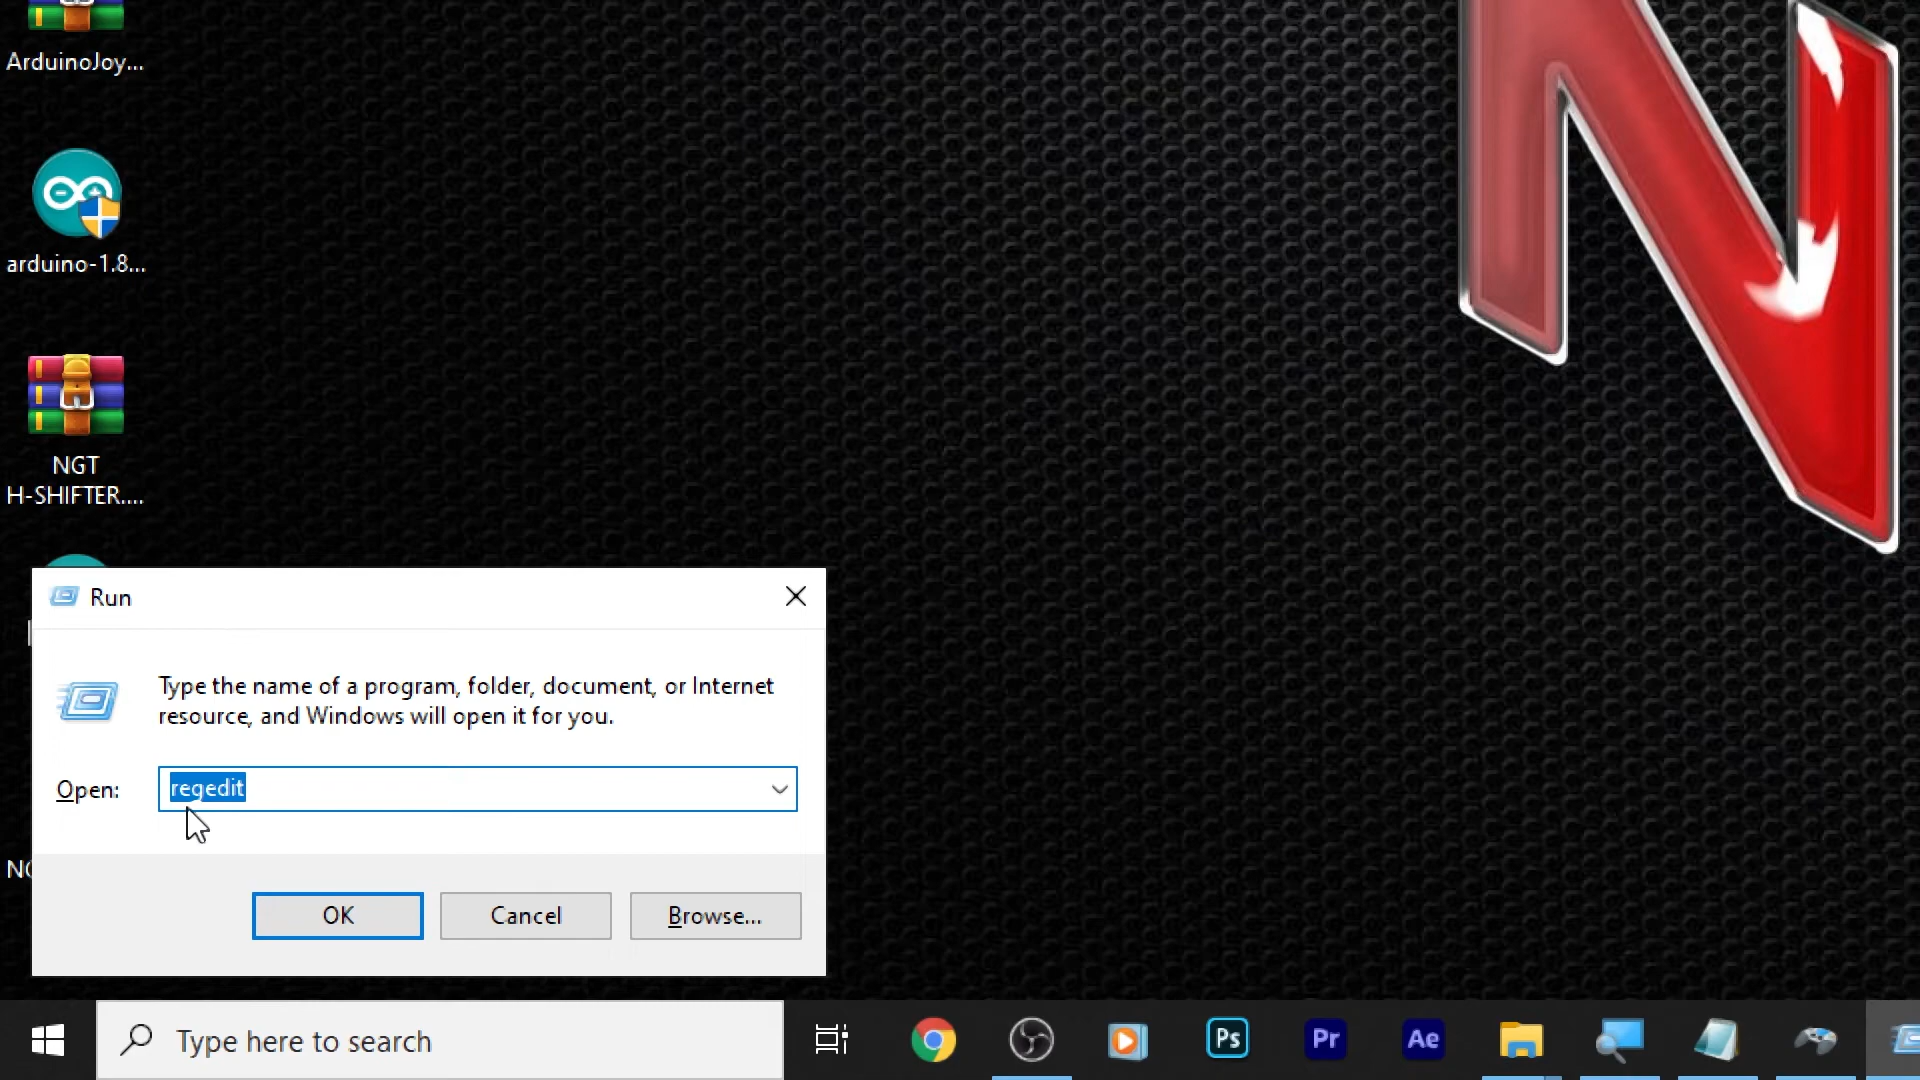 ArduinoJoy...
arduino-1.8...
NGT
H-SHIFTER....
Run
Type the name of a program, folder, document, or Internet
resource, and Windows will open it for you.
Open:
regedit
OK
Cancel
Browse...
Type here to search
Ps
Pr
Ae
N